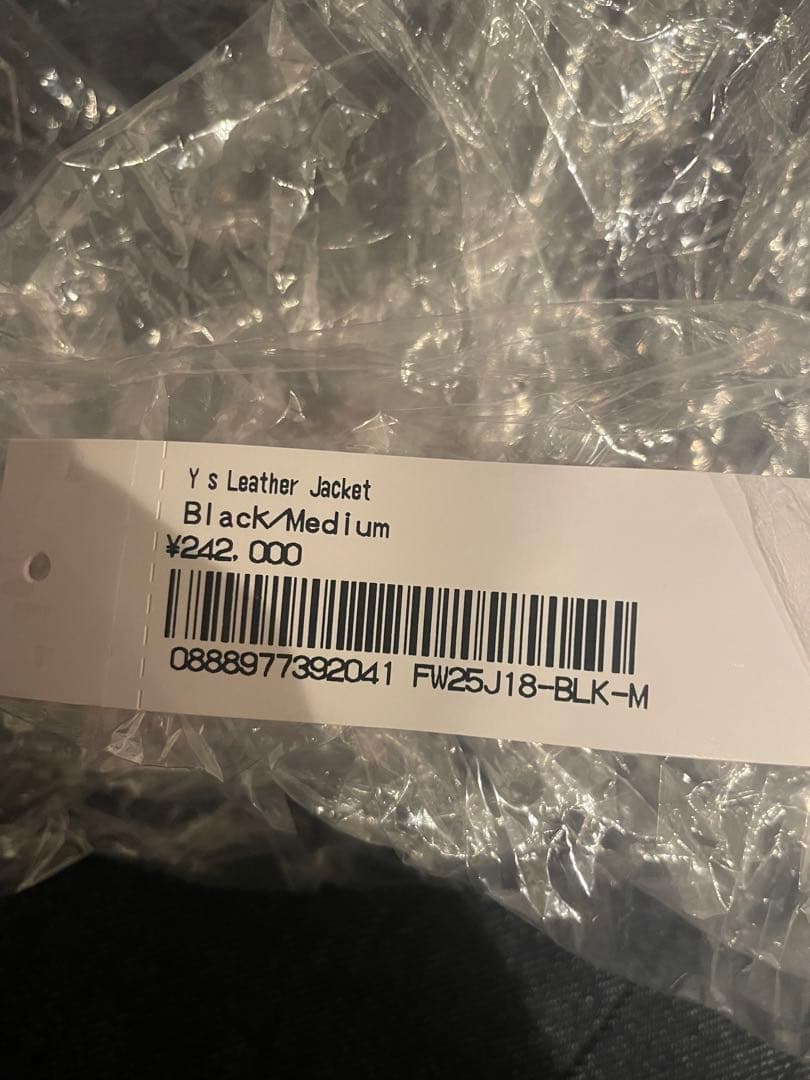 Y s Leather Jacket
Black/Medium
¥242,000
0888977392041 FW25J18-BLK-M